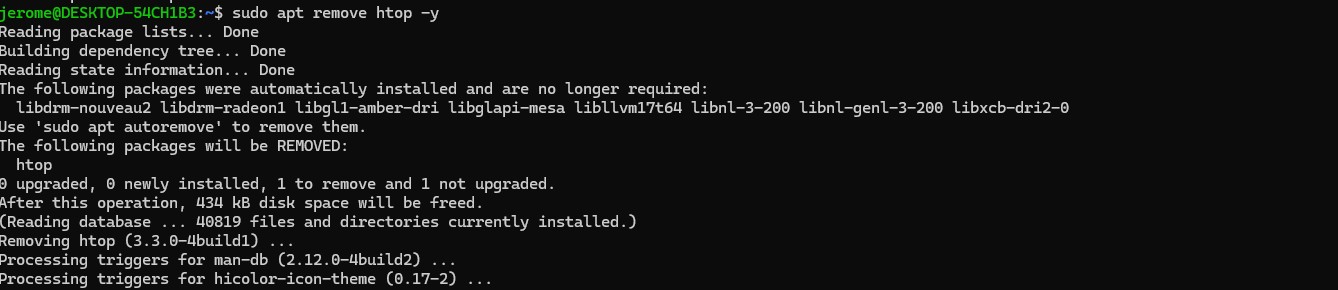 jerome@DESKTOP-54CH1B3:~$ sudo apt remove htop -y
Reading package lists... Done
Building dependency tree... Done
Reading state information... Done
The following packages were automatically installed and are no longer required:
  libdrm-nouveau2 libdrm-radeon1 libgl1-amber-dri libglapi-mesa libllvm17t64 libnl-3-200 libnl-genl-3-200 libxcb-dri2-0
Use 'sudo apt autoremove' to remove them.
The following packages will be REMOVED:
  htop
0 upgraded, 0 newly installed, 1 to remove and 1 not upgraded.
After this operation, 434 kB disk space will be freed.
(Reading database ... 40819 files and directories currently installed.)
Removing htop (3.3.0-4build1) ...
Processing triggers for man-db (2.12.0-4build2) ...
Processing triggers for hicolor-icon-theme (0.17-2) ...